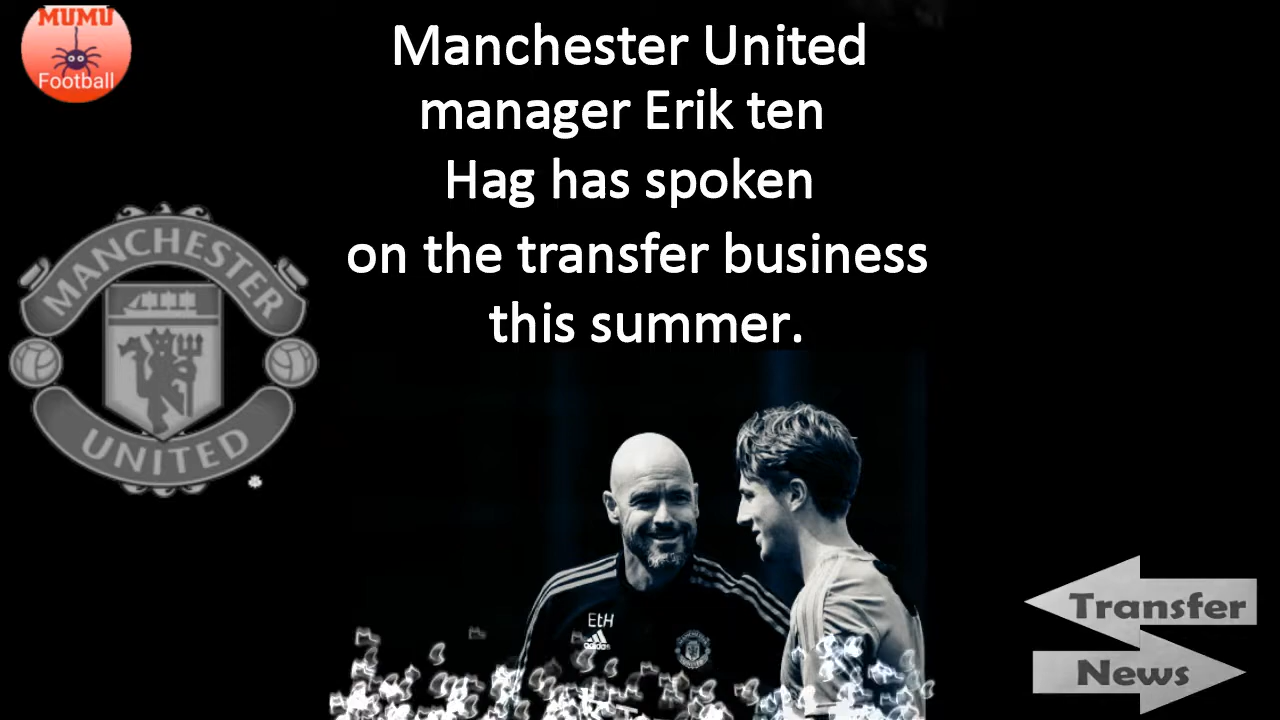 MUMU
Football
Manchester United
manager Erik ten
Hag has spoken
on the transfer business
this summer.
MANCHESTER
UNITED
EtH
adidas
Transfer
News